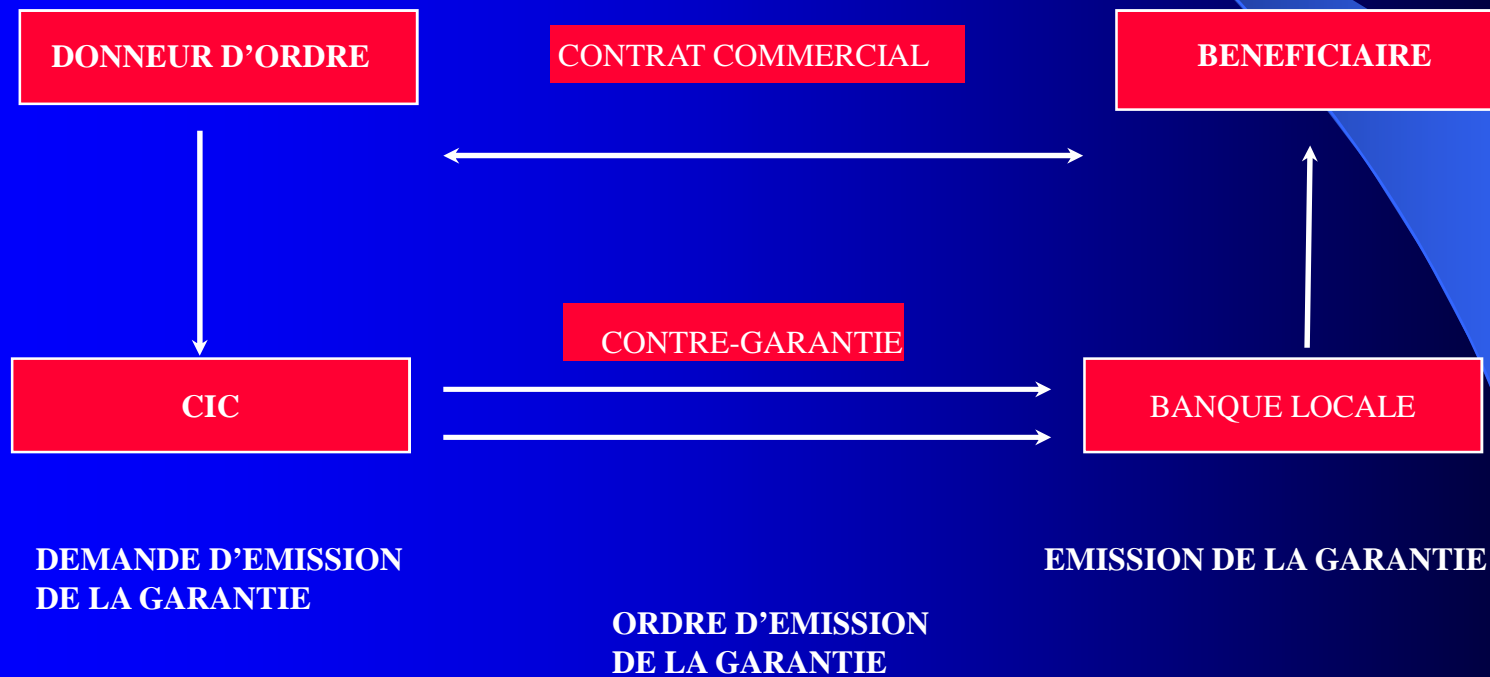 DONNEUR D’ORDRE
CONTRAT COMMERCIAL
BENEFICIAIRE
CONTRE-GARANTIE
CIC
BANQUE LOCALE
DEMANDE D’EMISSION
DE LA GARANTIE
EMISSION DE LA GARANTIE
ORDRE D’EMISSION
DE LA GARANTIE